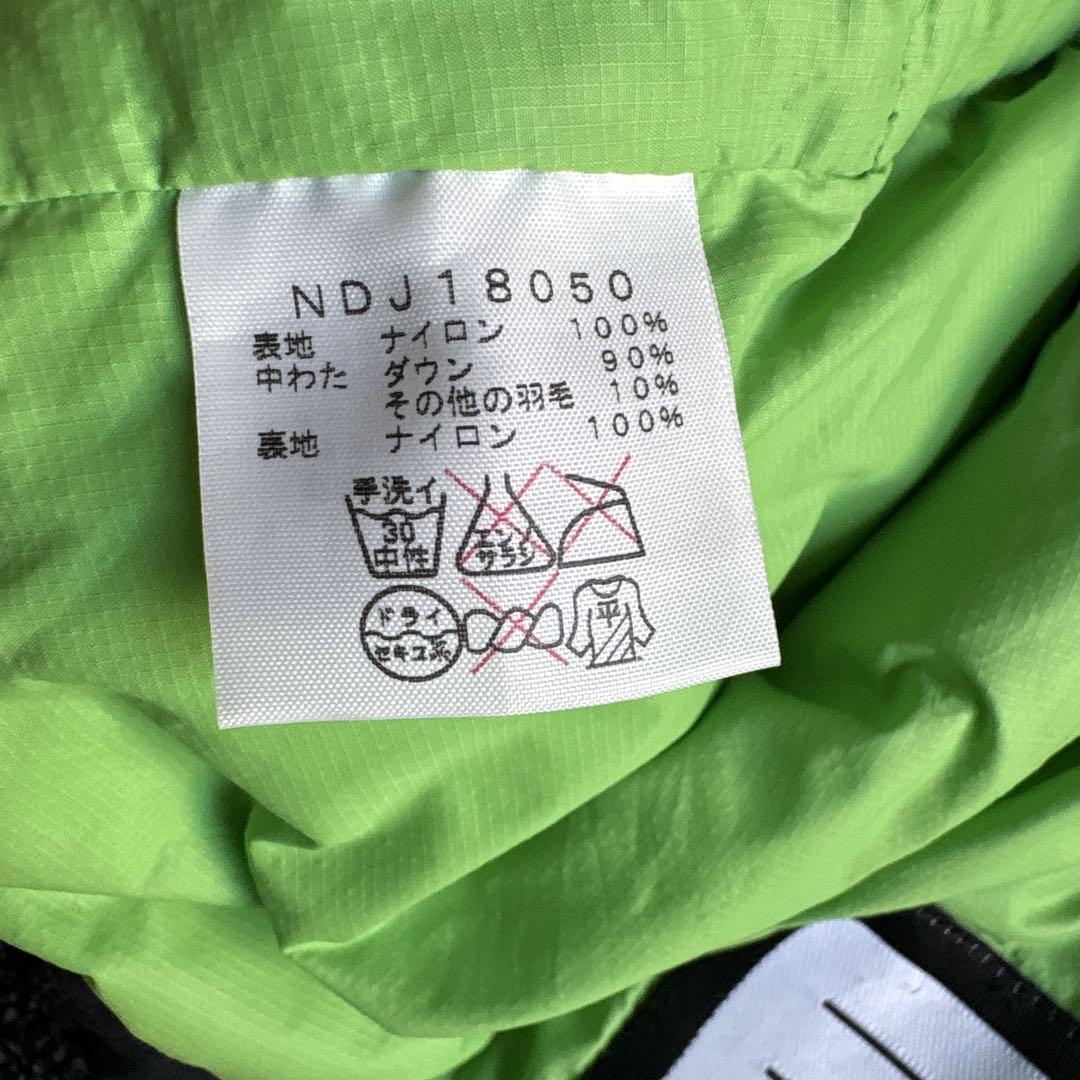 NDJ18050
表地 ナイロン 100%
中わた ダウン 90%
その他の羽毛 10%
裏地 ナイロン 100%
手洗イ
30
中性
エンソ
サラシ
ドライ
セキユ系
平